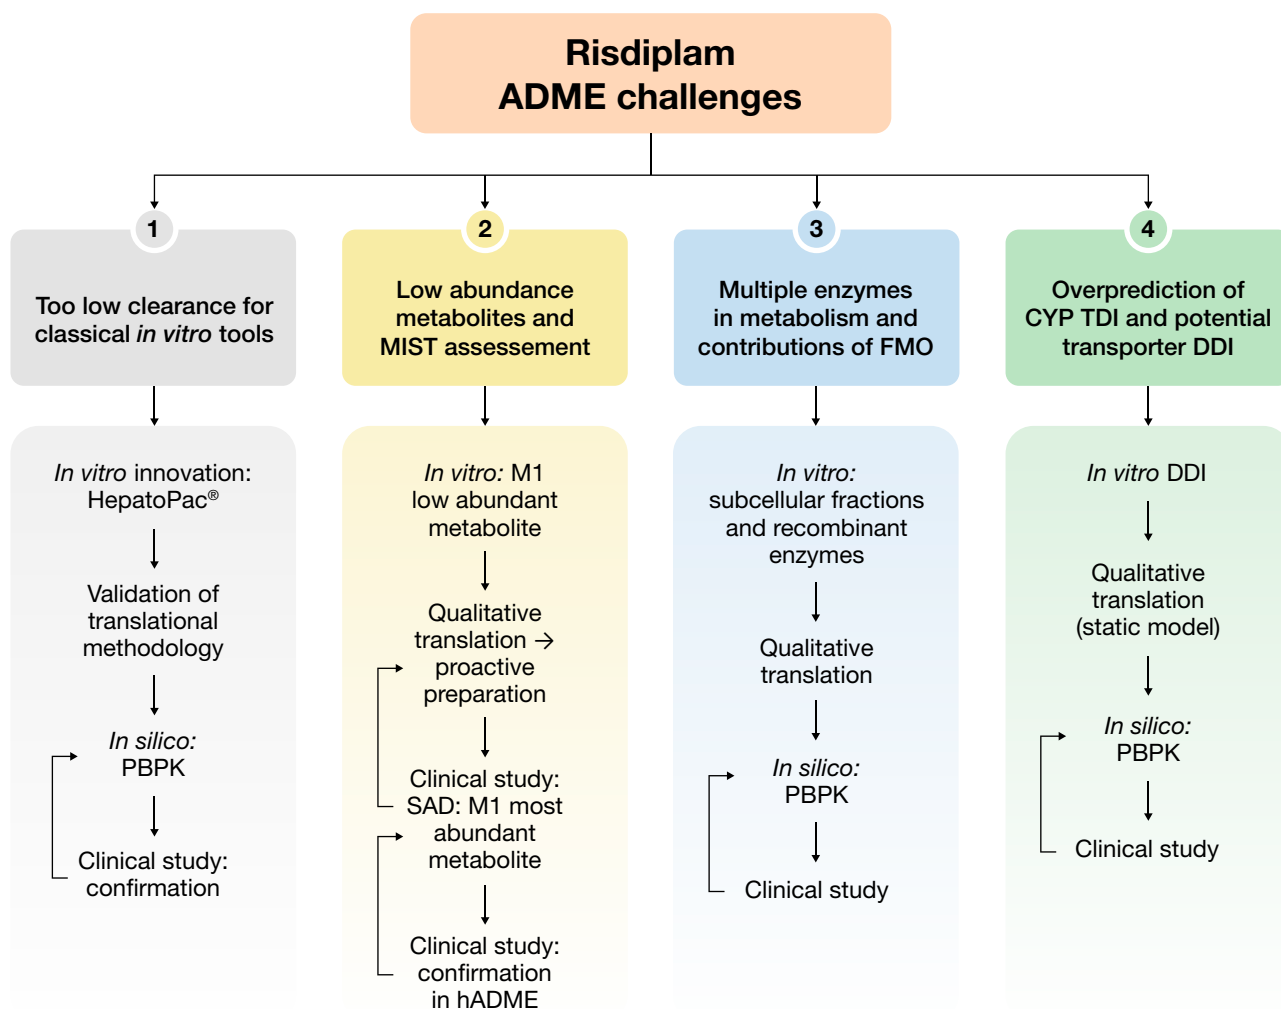 Risdiplam
ADME challenges
1
Too low clearance for
classical in vitro tools
In vitro innovation:
HepatoPac®
Validation of
translational
methodology
In silico:
PBPK
Clinical study:
confirmation
2
Low abundance
metabolites and
MIST assessement
In vitro: M1
low abundant
metabolite
Qualitative
translation →
proactive
preparation
Clinical study:
SAD: M1 most
abundant
metabolite
Clinical study:
confirmation
in hADME
3
Multiple enzymes
in metabolism and
contributions of FMO
In vitro:
subcellular fractions
and recombinant
enzymes
Qualitative
translation
In silico:
PBPK
Clinical study
4
Overprediction of
CYP TDI and potential
transporter DDI
In vitro DDI
Qualitative
translation
(static model)
In silico:
PBPK
Clinical study